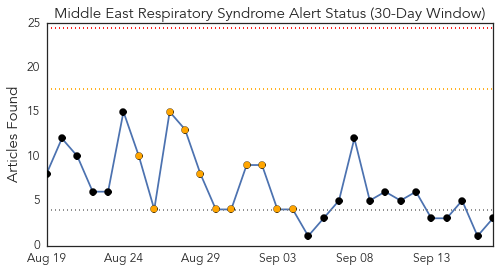 Middle East Respiratory Syndrome Alert Status (30-Day Window)
Articles Found
25
20
15
10
5
0
Aug 19 Aug 24 Aug 29 Sep 03 Sep 08 Sep 13